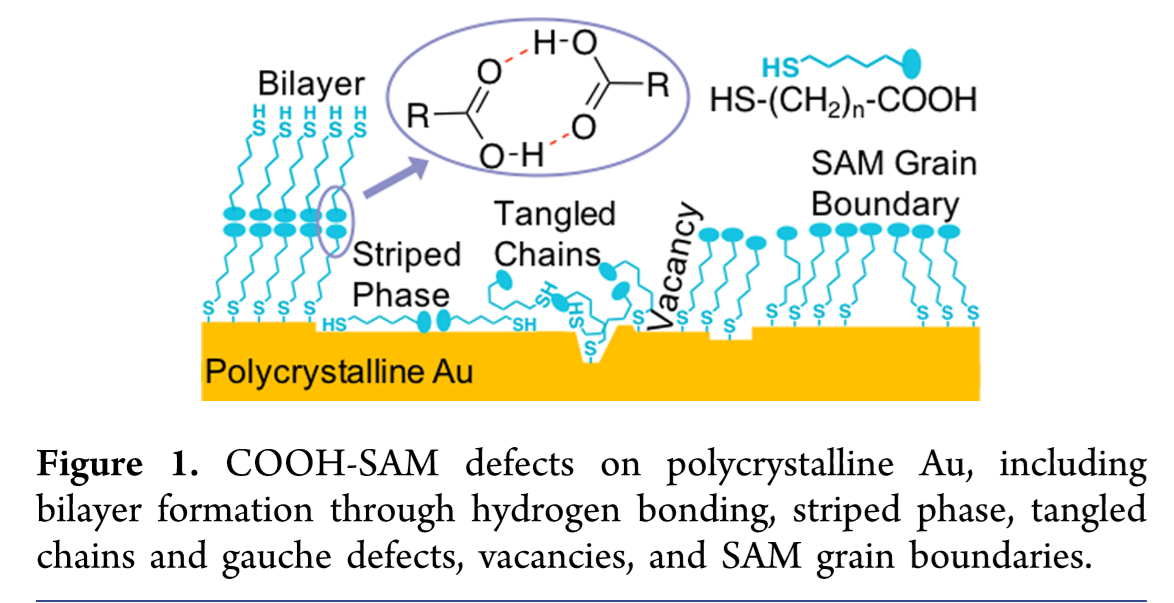 Bilayer
H H H H H
S S S S S
H-O
O
R
R
O
O-H
HS
HS-(CH₂)ₙ-COOH
SAM Grain
Boundary
Tangled
Chains
Vacancy
Striped
Phase
SH
HS
S S S S S
HS
SH
S
S
S S S
S S S S
S S S
Polycrystalline Au
Figure 1. COOH-SAM defects on polycrystalline Au, including
bilayer formation through hydrogen bonding, striped phase, tangled
chains and gauche defects, vacancies, and SAM grain boundaries.